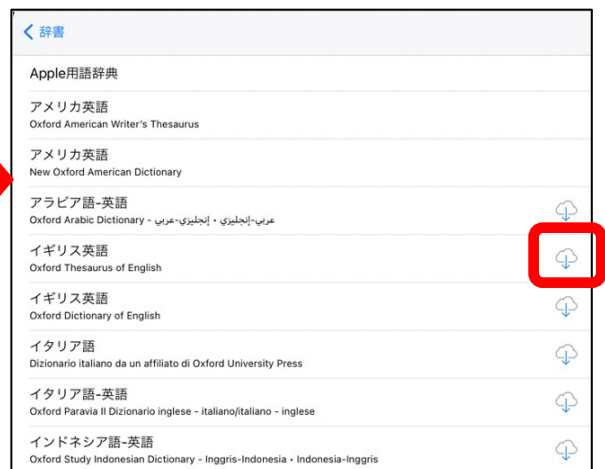 辞書
Apple用語辞典
アメリカ英語
Oxford American Writer's Thesaurus
アメリカ英語
New Oxford American Dictionary
アラビア語-英語
Oxford Arabic Dictionary - عربي-إنجليزي • إنجليزي-عربي
イギリス英語
Oxford Thesaurus of English
イギリス英語
Oxford Dictionary of English
イタリア語
Dizionario italiano da un affiliato di Oxford University Press
イタリア語-英語
Oxford Paravia Il Dizionario inglese - italiano/italiano - inglese
インドネシア語-英語
Oxford Study Indonesian Dictionary - Inggris-Indonesia • Indonesia-Inggris